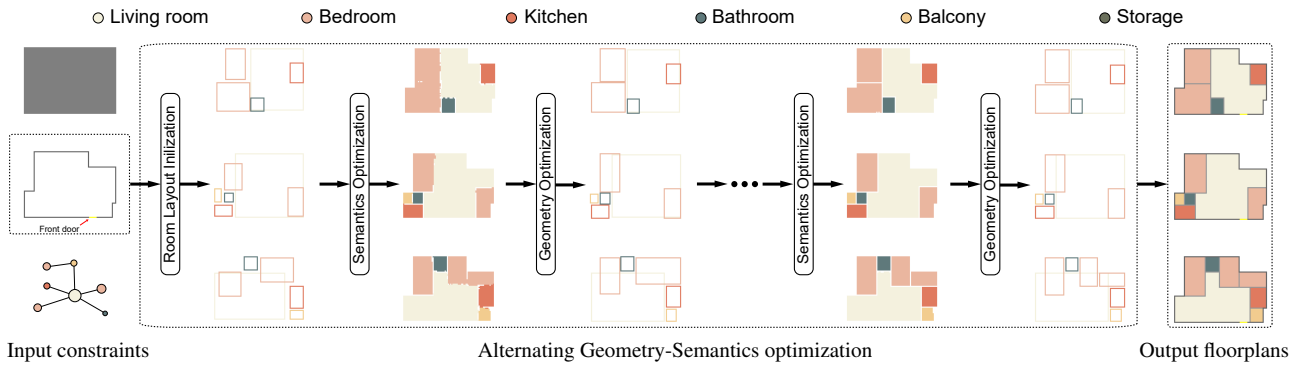 Living room
Bedroom
Kitchen
Bathroom
Balcony
Storage
Front door
Room Layout Inilization
Semantics Optimization
Geometry Optimization
Semantics Optimization
Geometry Optimization
Input constraints
Alternating Geometry-Semantics optimization
Output floorplans